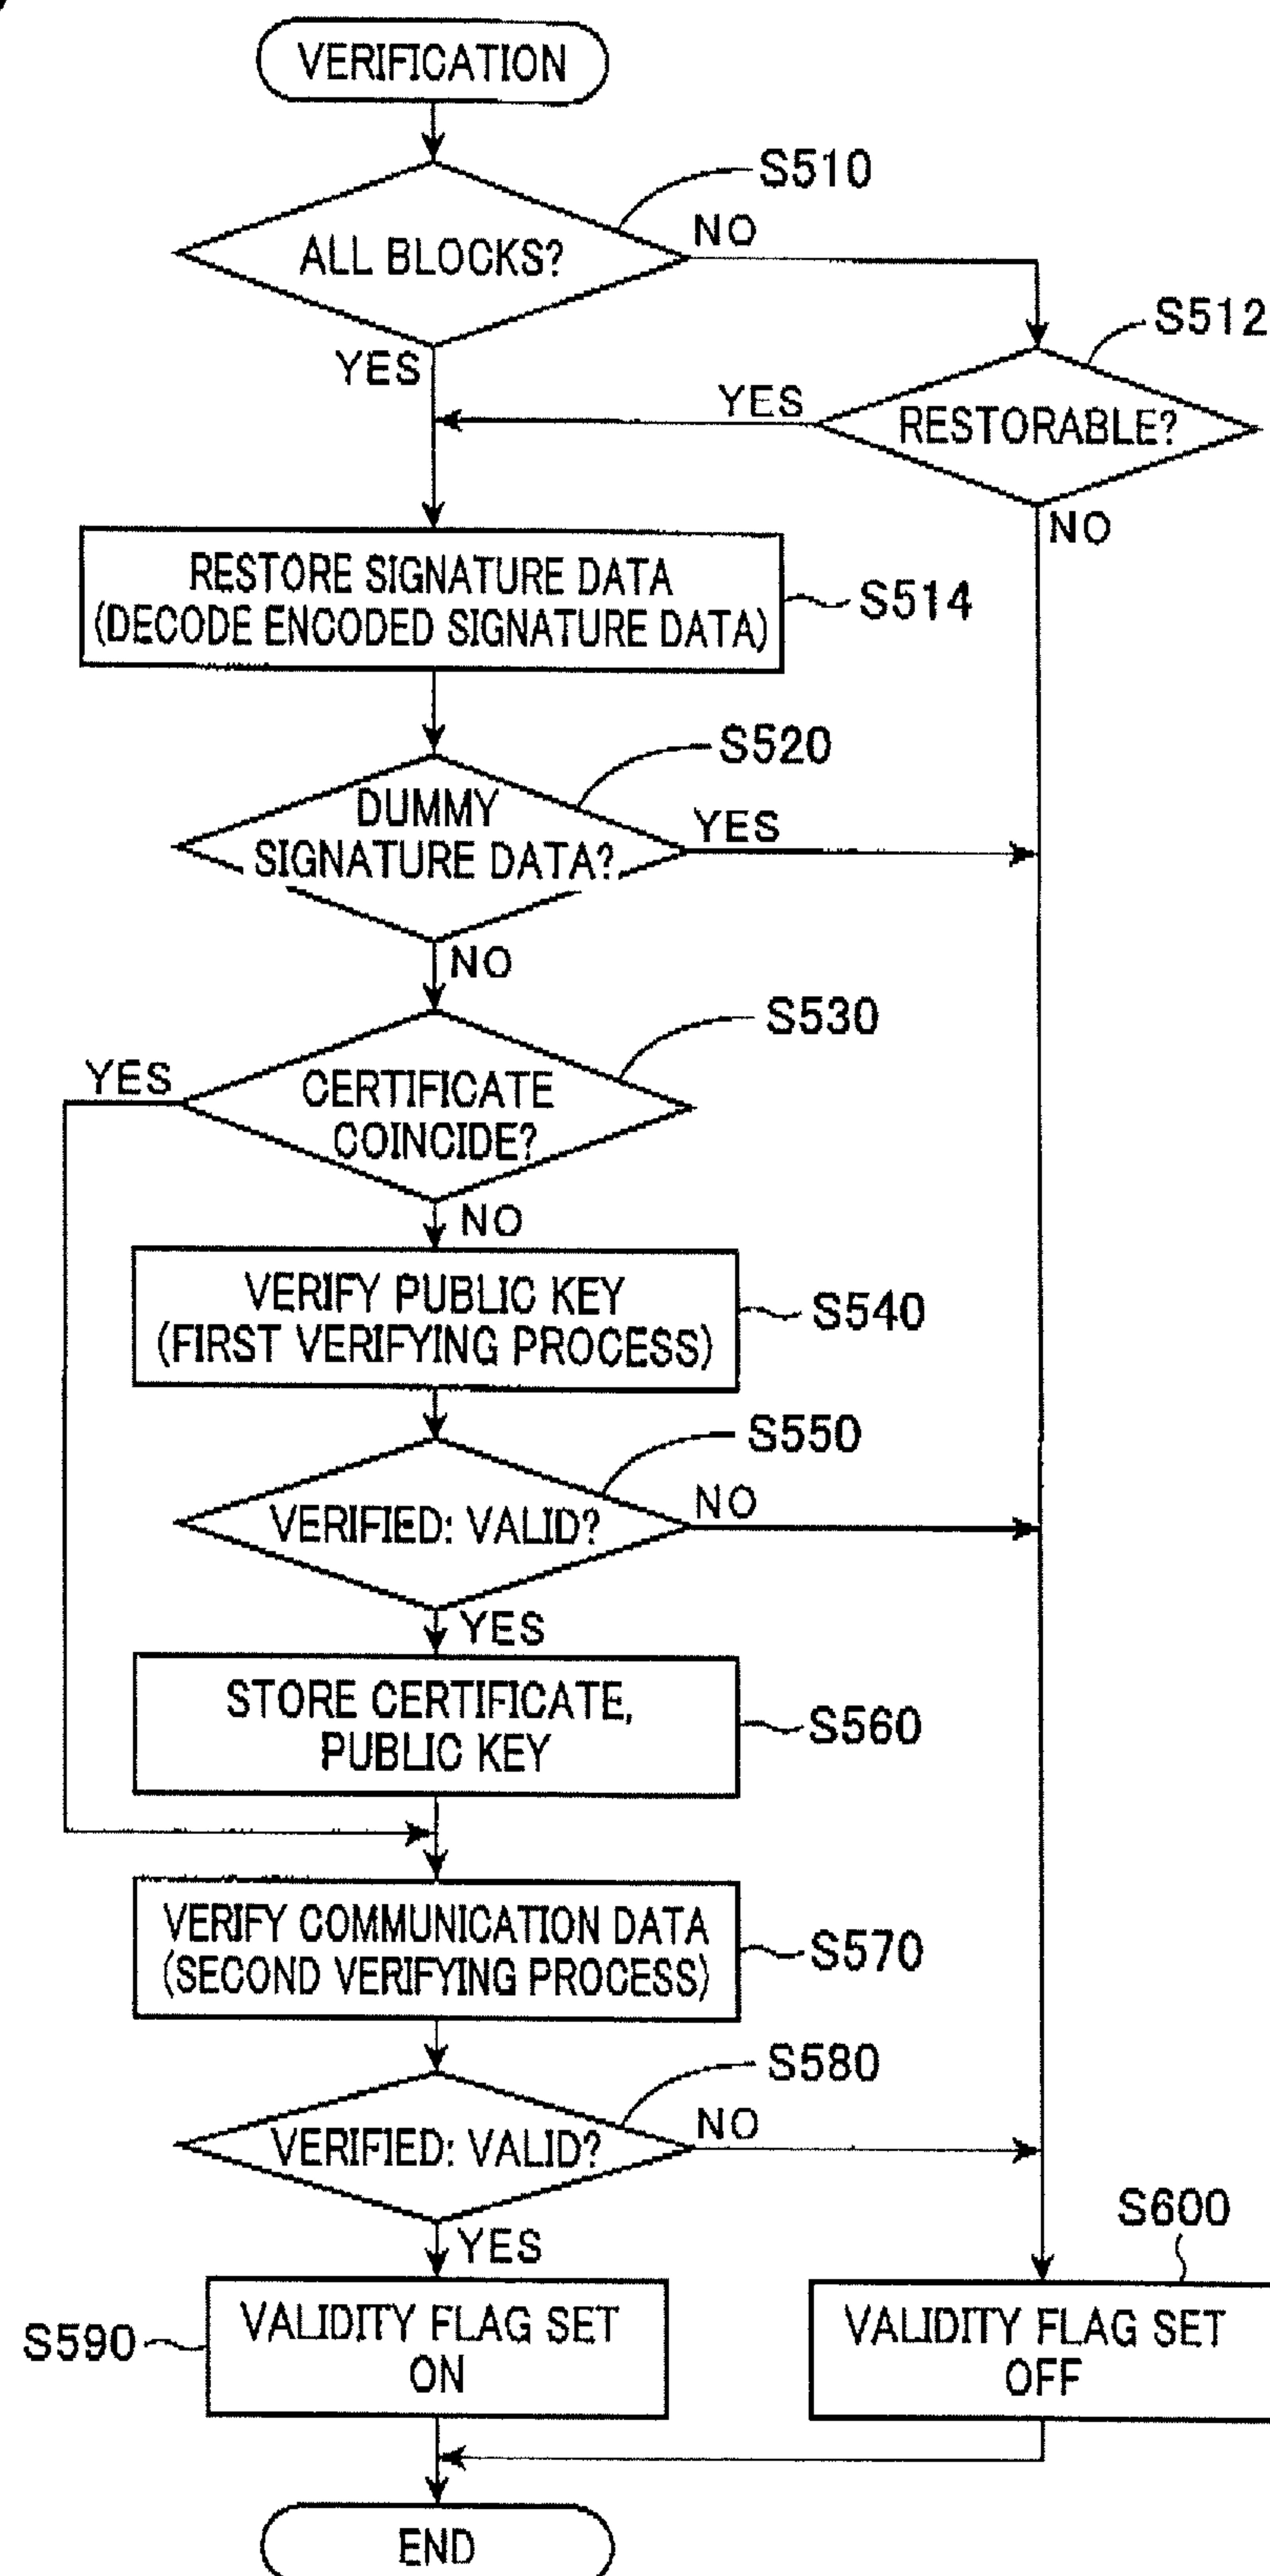 VERIFICATION
S510
ALL BLOCKS?
NO
YES
S512
RESTORABLE?
YES
NO
RESTORE SIGNATURE DATA
(DECODE ENCODED SIGNATURE DATA)
S514
S520
DUMMY
SIGNATURE DATA?
YES
NO
S530
YES
CERTIFICATE
COINCIDE?
NO
VERIFY PUBLIC KEY
(FIRST VERIFYING PROCESS)
S540
S550
VERIFIED: VALID?
NO
YES
STORE CERTIFICATE,
PUBLIC KEY
S560
VERIFY COMMUNICATION DATA
(SECOND VERIFYING PROCESS)
S570
S580
VERIFIED: VALID?
NO
YES
S590
VALIDITY FLAG SET
ON
S600
VALIDITY FLAG SET
OFF
END